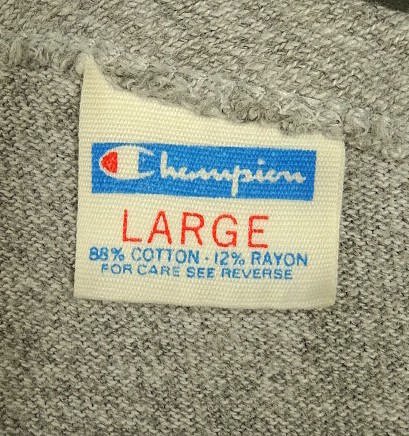 Champion
LARGE
88% COTTON · 12% RAYON
FOR CARE SEE REVERSE